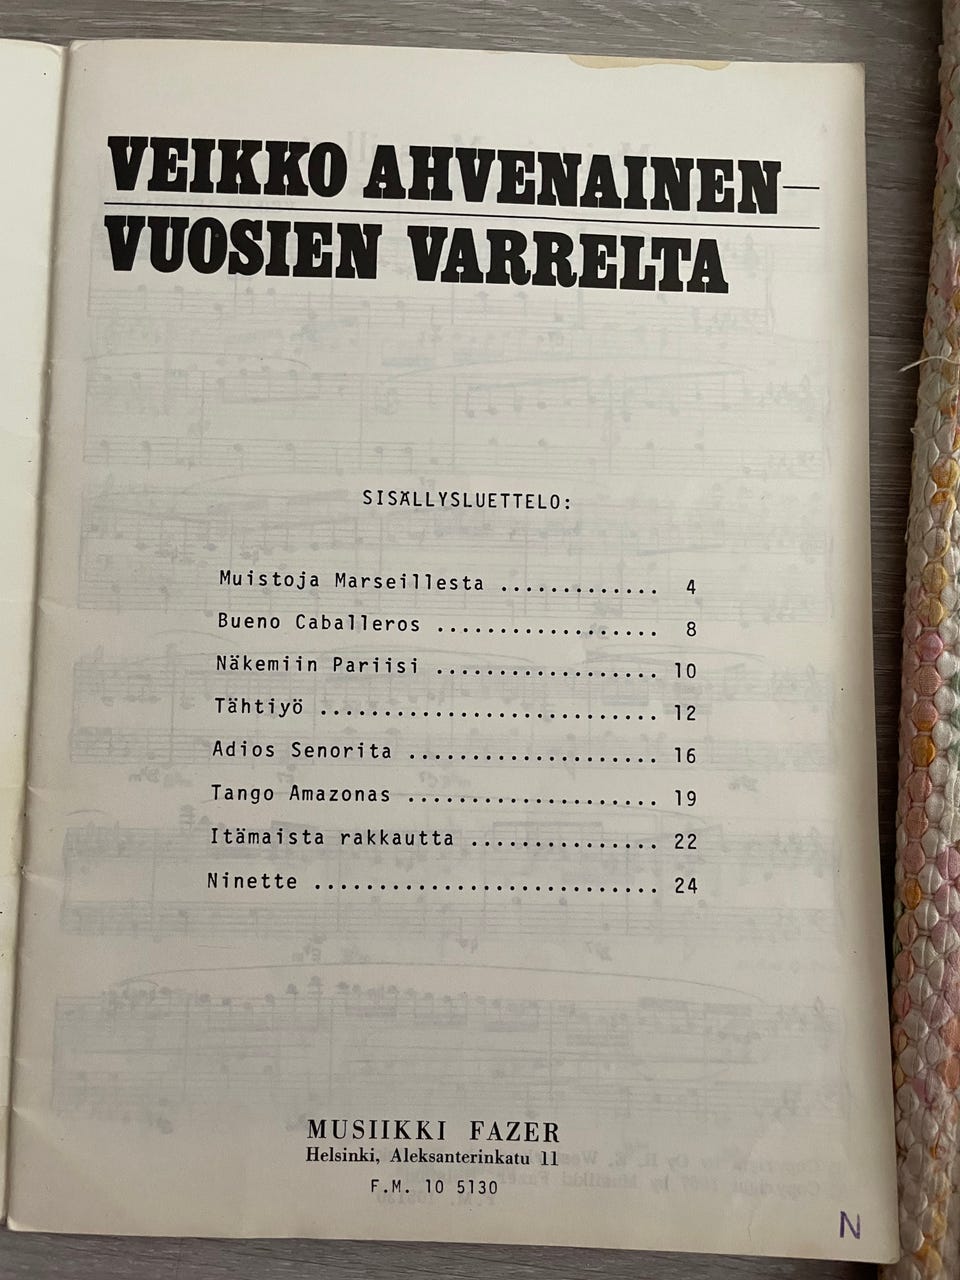 VEIKKO AHVENAINEN—
VUOSIEN VARRELTA
SISÄLLYSLUETTELO:
Muistoja Marseillesta ............. 4
Bueno Caballeros .................. 8
Näkemiin Pariisi .................. 10
Tähtiyö ........................... 12
Adios Senorita .................... 16
Tango Amazonas .................... 19
Itämaista rakkautta ............... 22
Ninette ........................... 24
MUSIIKKI FAZER
Helsinki, Aleksanterinkatu 11
F.M. 10 5130
N